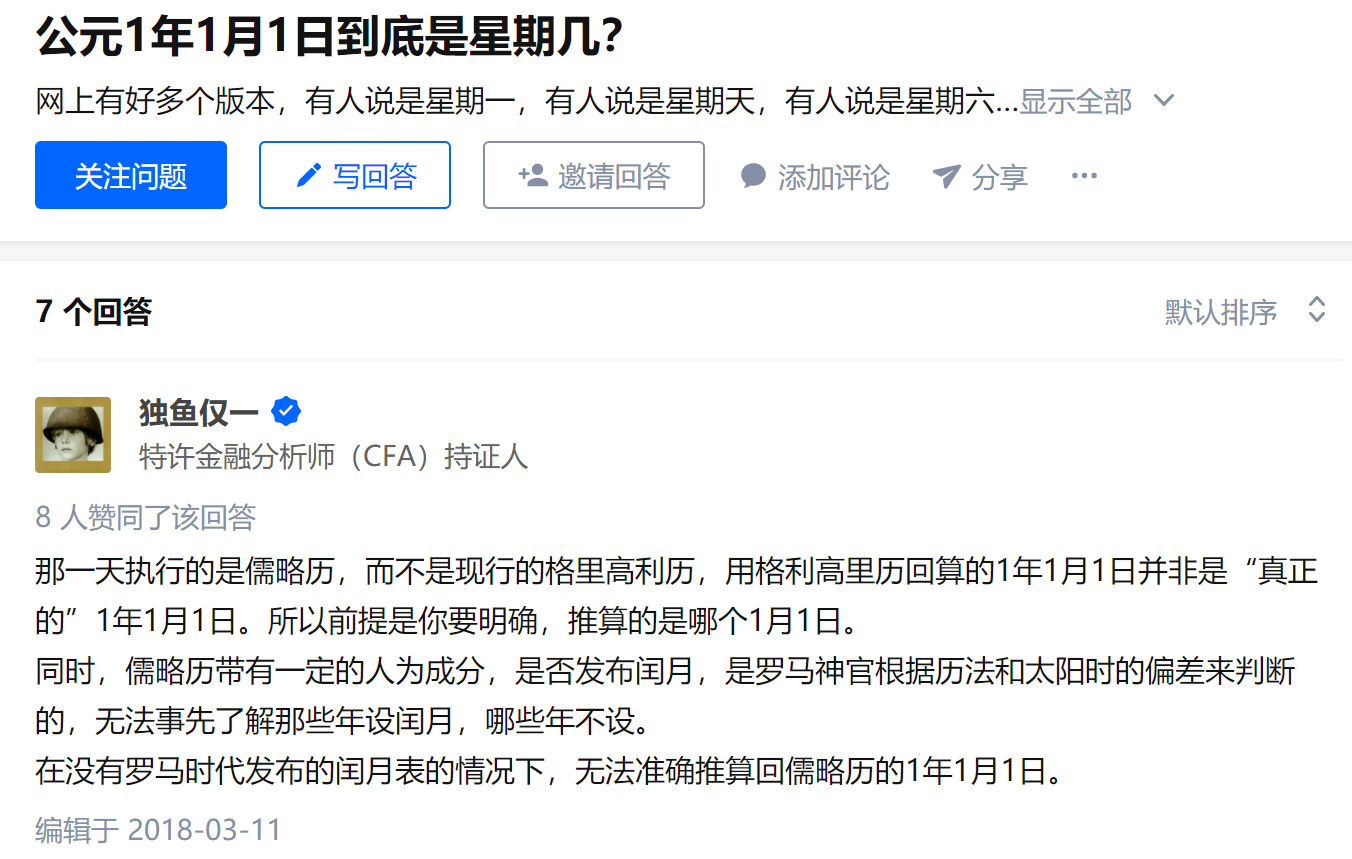 公元1年1月1日到底是星期几？
网上有好多个版本，有人说是星期一，有人说是星期天，有人说是星期六...显示全部
关注问题 写回答 邀请回答 添加评论 分享
7 个回答 默认排序
独鱼仅一
特许金融分析师（CFA）持证人
8 人赞同了该回答
那一天执行的是儒略历，而不是现行的格里高利历，用格利高里历回算的1年1月1日并非是“真正
的”1年1月1日。所以前提是你要明确，推算的是哪个1月1日。
同时，儒略历带有一定的人为成分，是否发布闰月，是罗马神官根据历法和太阳时的偏差来判断
的，无法事先了解那些年设闰月，哪些年不设。
在没有罗马时代发布的闰月表的情况下，无法准确推算回儒略历的1年1月1日。
编辑于 2018-03-11